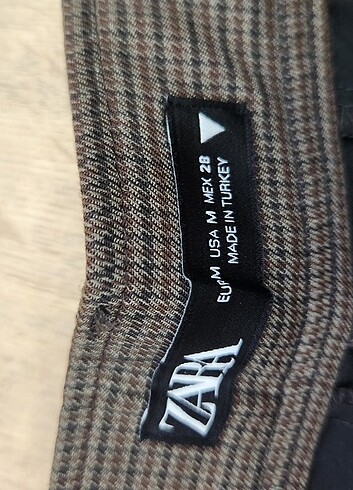 ZARA
EUR M USA M MEX 28
MADE IN TURKEY